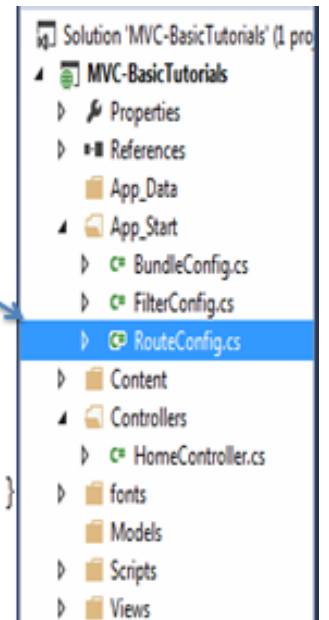 Solution 'MVC-BasicTutorials' (1 pro
MVC-BasicTutorials
Properties
References
App_Data
App_Start
C# BundleConfig.cs
C# FilterConfig.cs
C# RouteConfig.cs
Content
Controllers
C# HomeController.cs
}
fonts
Models
Scripts
Views